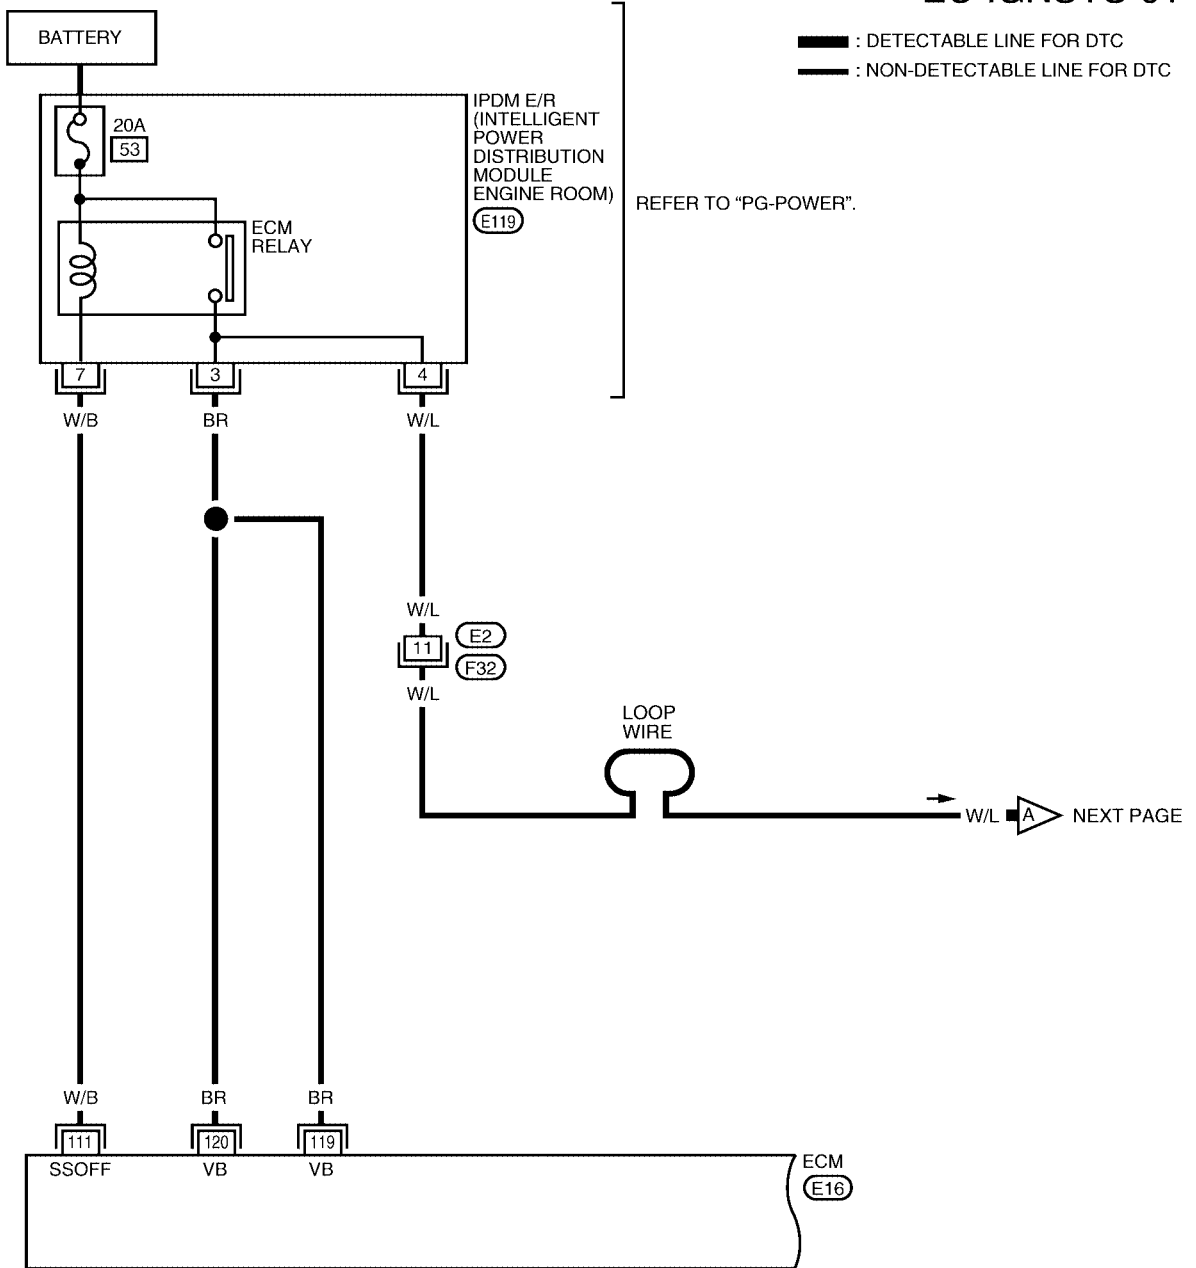 BATTERY
: DETECTABLE LINE FOR DTC
: NON-DETECTABLE LINE FOR DTC
20A
53
IPDM E/R
(INTELLIGENT
POWER
DISTRIBUTION
MODULE
ENGINE ROOM)
E119
REFER TO “PG-POWER”.
ECM
RELAY
7
3
4
W/B
BR
W/L
W/L
11
E2
F32
W/L
LOOP
WIRE
W/L
A
NEXT PAGE
W/B
BR
BR
111
120
119
SSOFF
VB
VB
ECM
E16